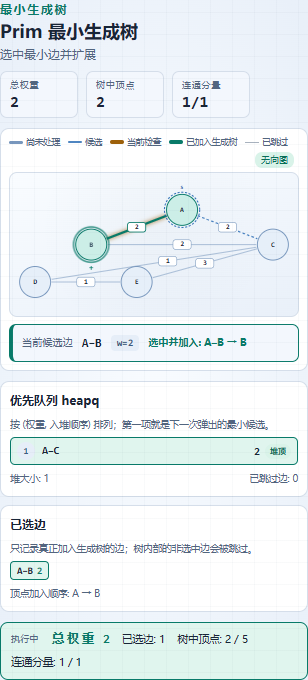 最小生成树
Prim 最小生成树
选中最小边并扩展
总权重
2
树中顶点
2
连通分量
1/1
尚未处理 候选 当前检查 已加入生成树 已跳过
无向图
s
A
2
2
B
2
C
+
1
3
D
1
E
当前候选边 A–B w=2 选中并加入: A–B → B
优先队列 heapq
按 (权重, 入堆顺序) 排列；第一项就是下一次弹出的最小候选。
1 A–C 2 堆顶
堆大小: 1 已跳过边: 0
已选边
只记录真正加入生成树的边；树内部的非选中边会被跳过。
A–B 2
顶点加入顺序: A → B
执行中 总权重 2 已选边: 1 树中顶点: 2 / 5
连通分量: 1 / 1